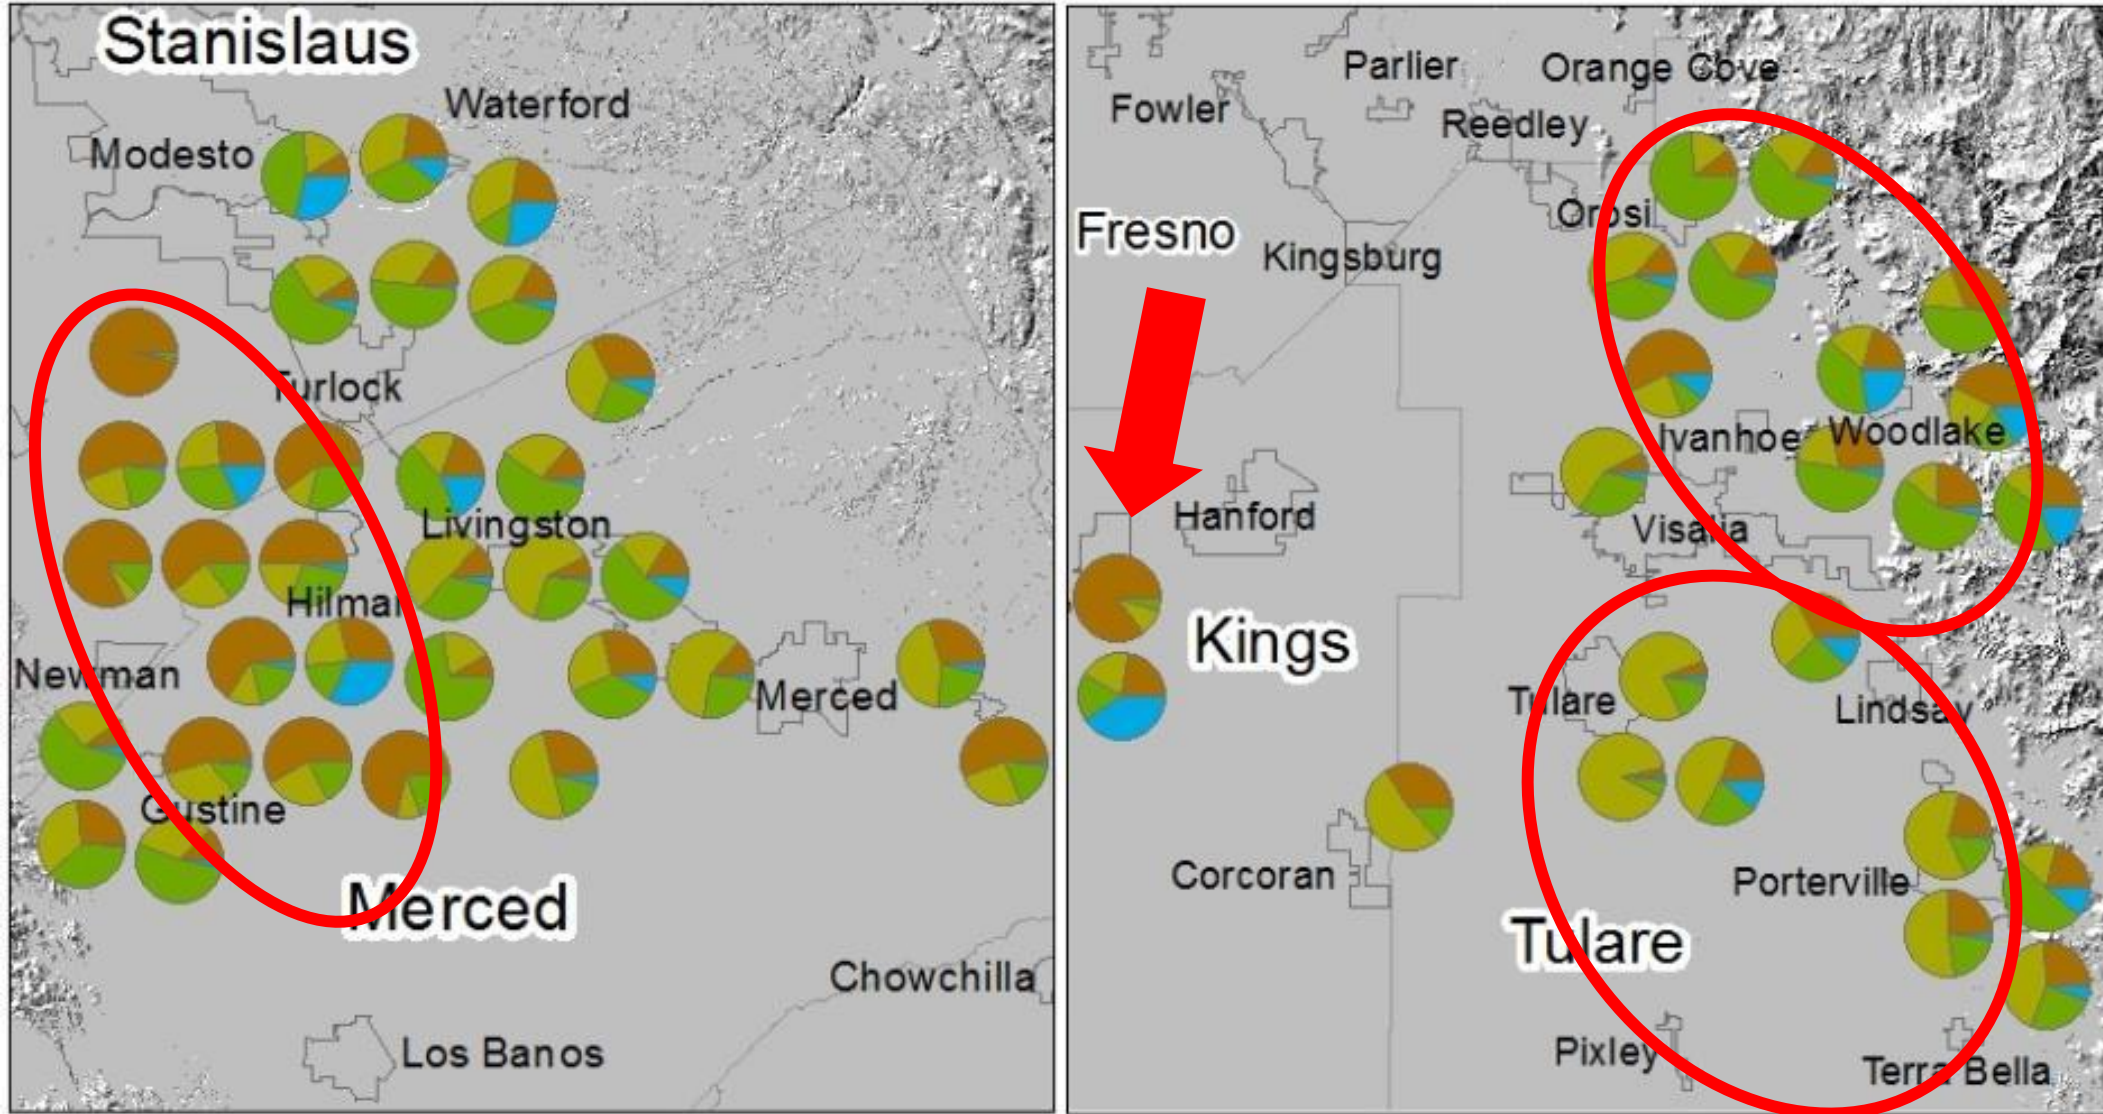 Stanislaus
Waterford
Modesto
Turlock
Livingston
Hilmar
Newman
Merced
Gustine
Merced
Chowchilla
Los Banos
Parlier
Orange Cove
Fowler
Reedley
Orosi
Fresno
Kingsburg
Ivanhoe
Woodlake
Hanford
Visalia
Kings
Tulare
Lindsay
Corcoran
Porterville
Tulare
Pixley
Terra Bella